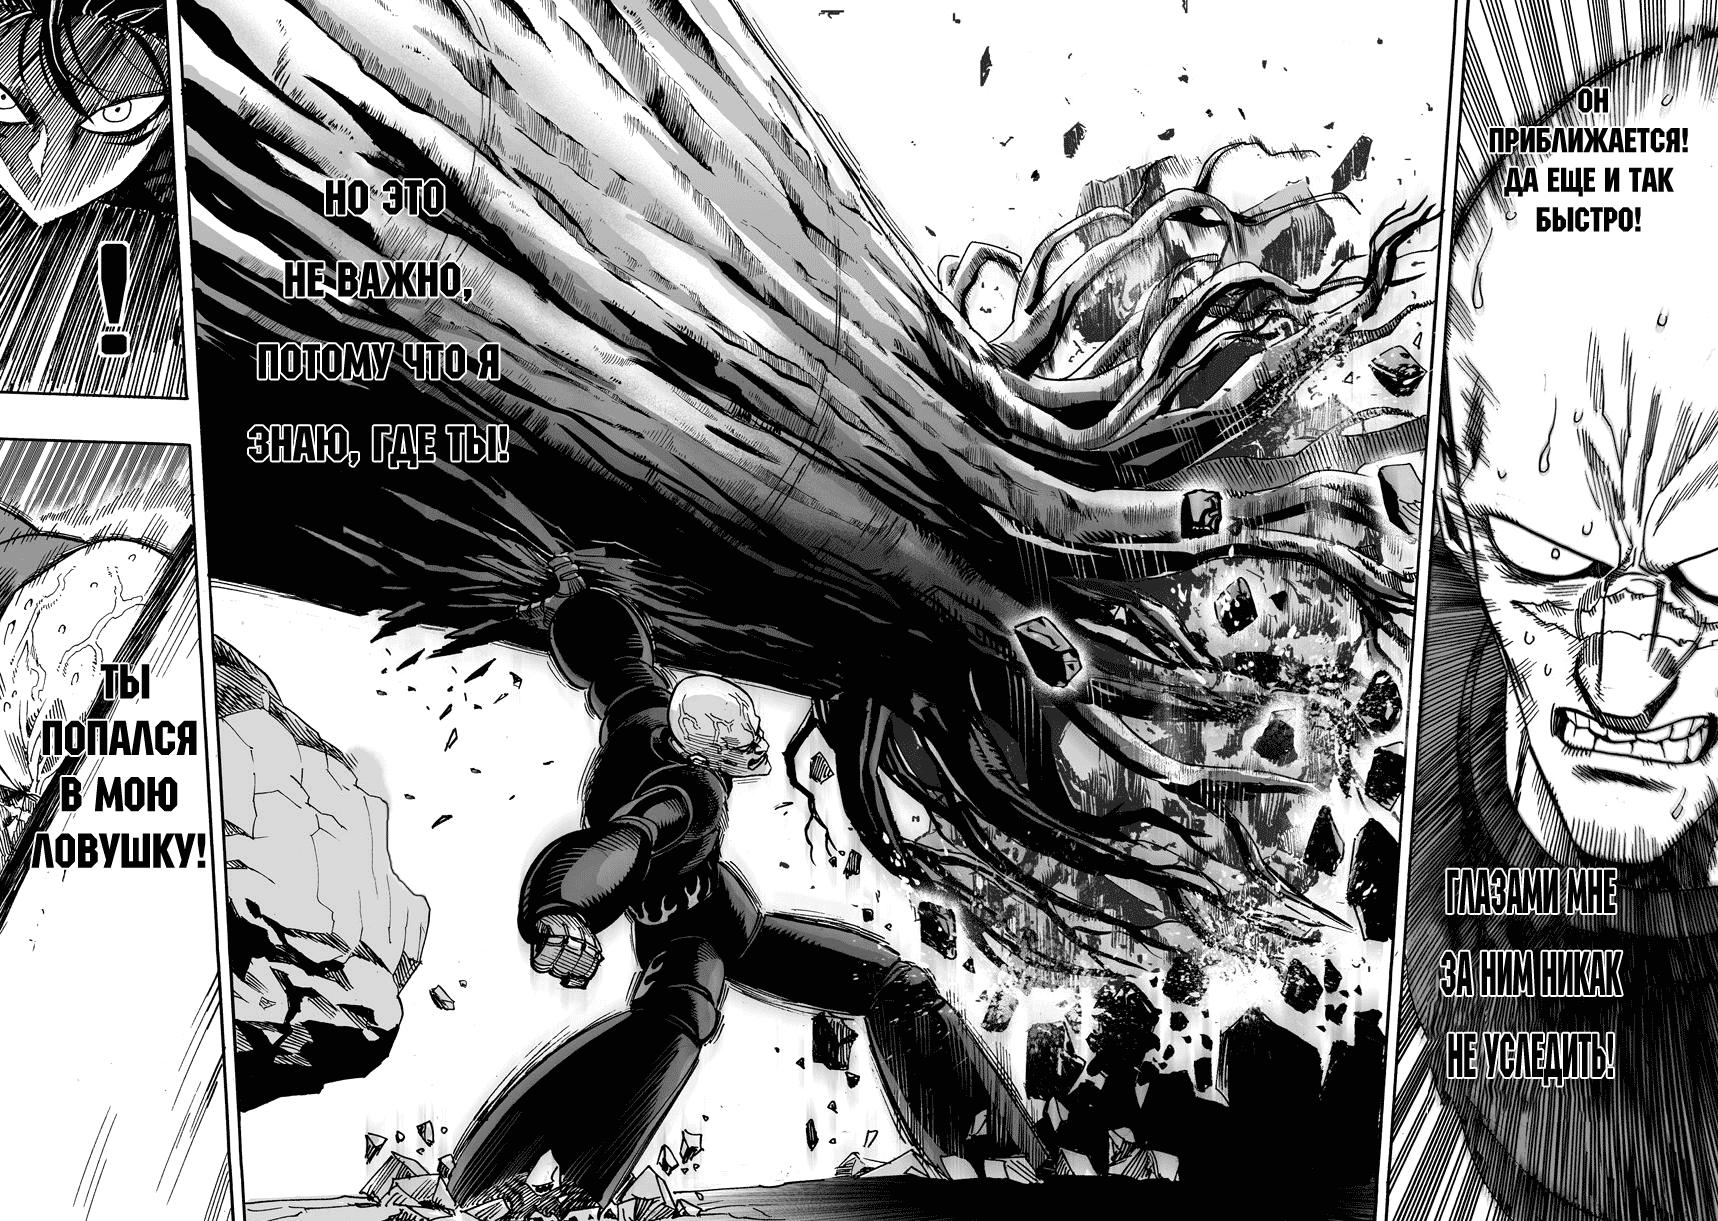 ОН
ПРИБЛИЖАЕТСЯ!
ДА ЕЩЕ И ТАК
БЫСТРО!
ГЛАЗАМИ МНЕ
ЗА НИМ НИКАК
НЕ УСЛЕДИТЬ!
НО ЭТО
НЕ ВАЖНО,
ПОТОМУ ЧТО Я
ЗНАЮ, ГДЕ ТЫ!
!
ТЫ
ПОПАЛСЯ
В МОЮ
ЛОВУШКУ!